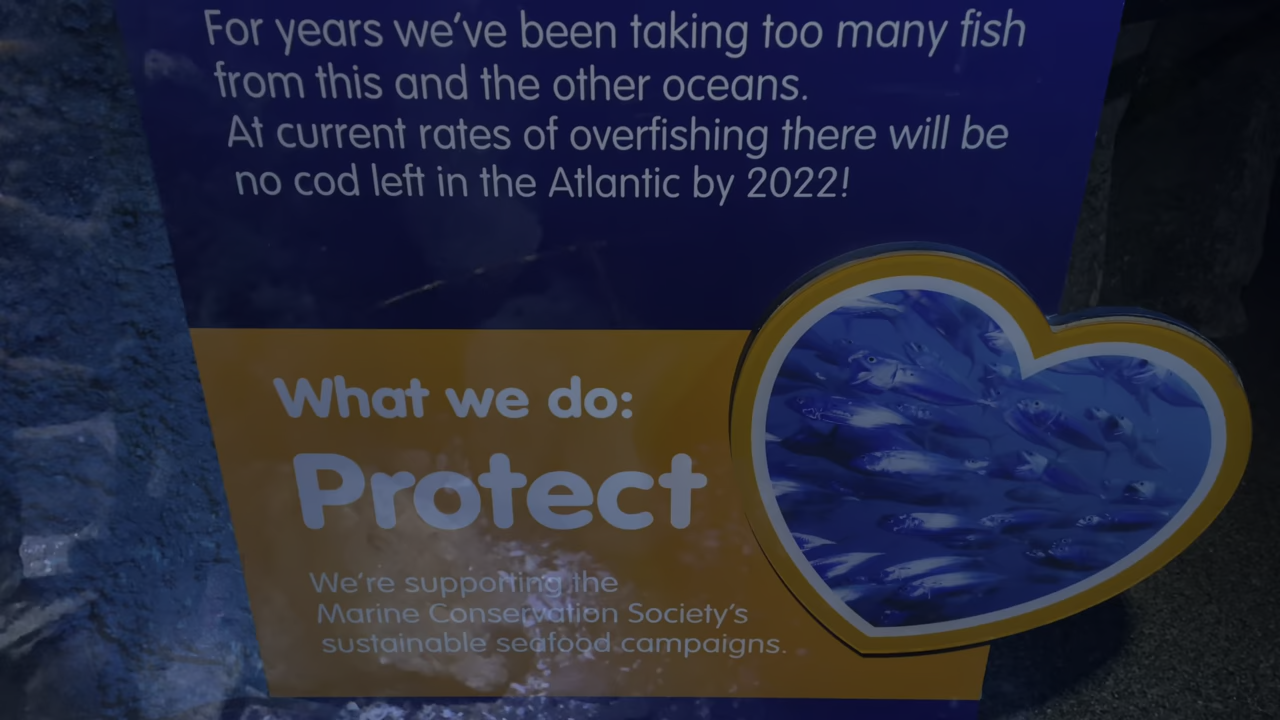 For years we've been taking too many fish
from this and the other oceans.
At current rates of overfishing there will be
no cod left in the Atlantic by 2022!
What we do:
Protect
We're supporting the
Marine Conservation Society's
sustainable seafood campaigns.